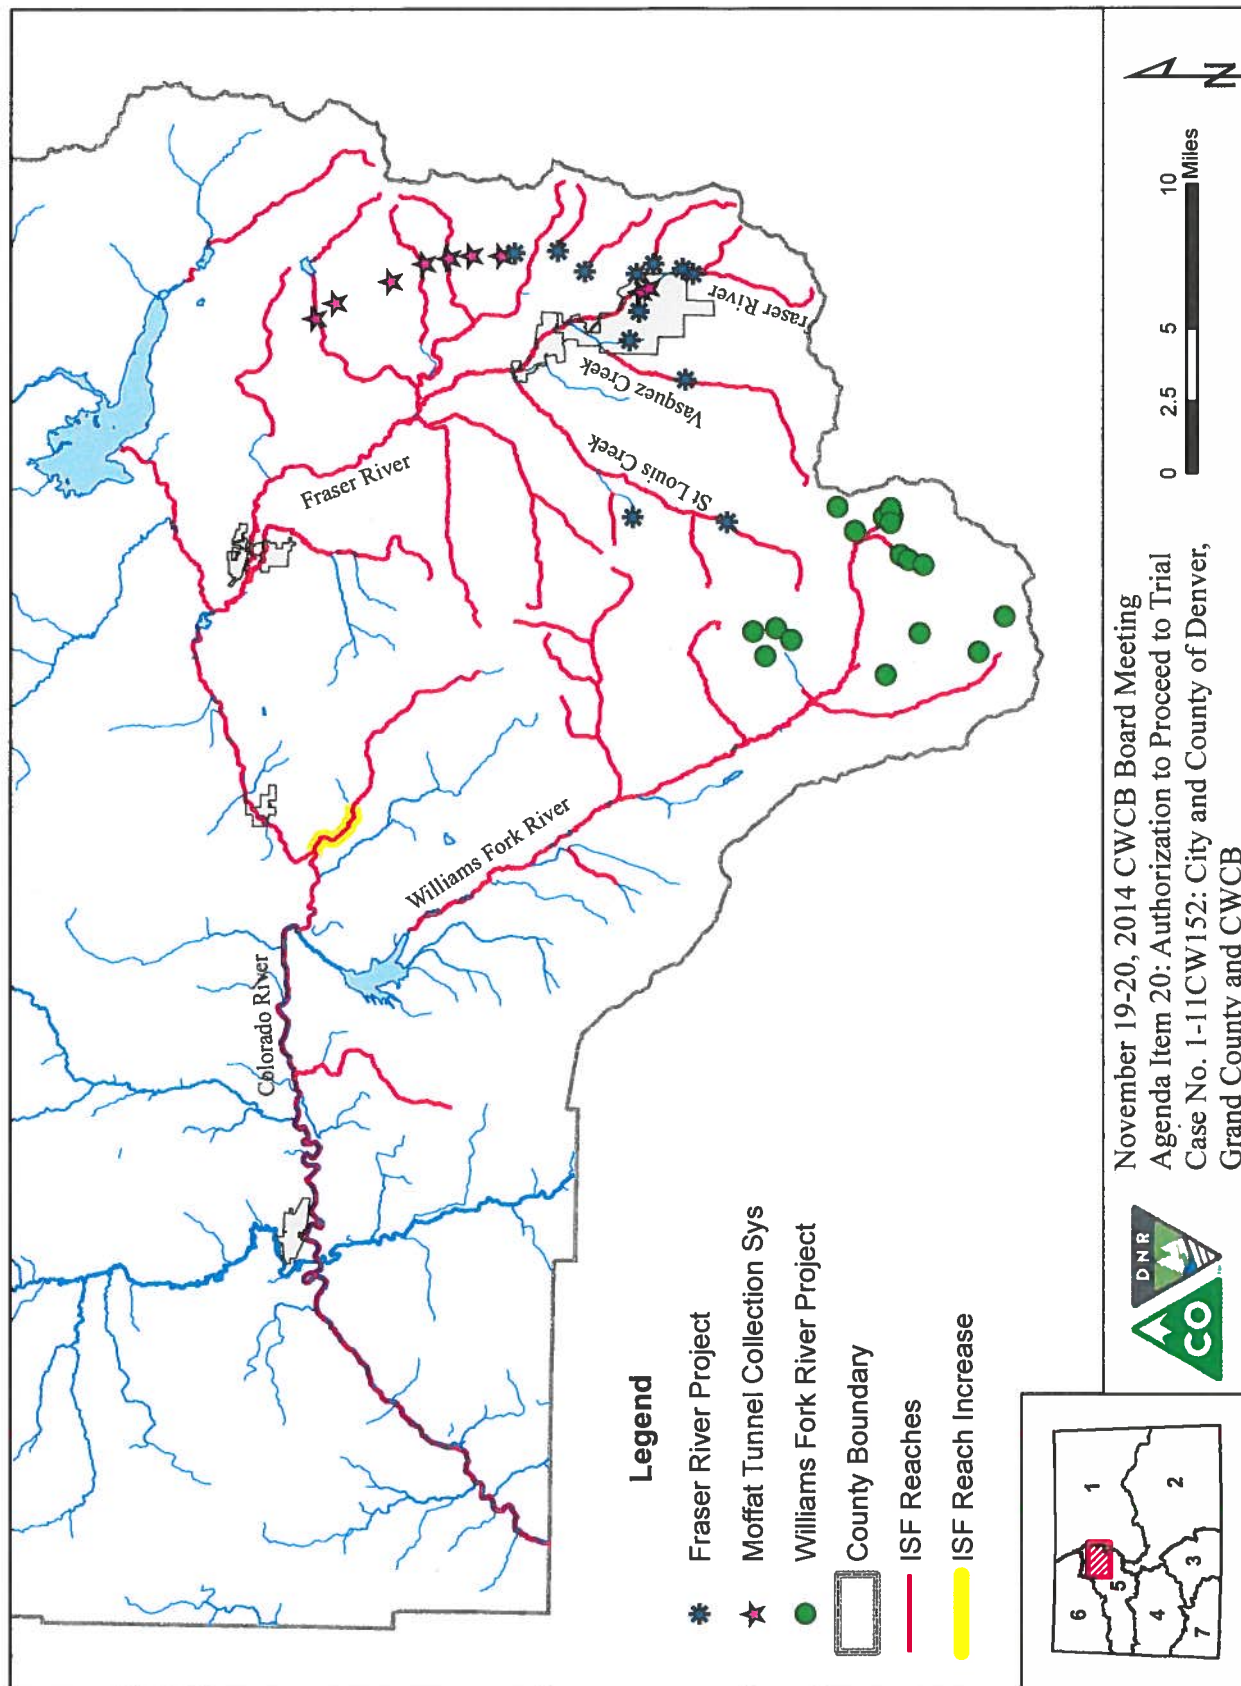 Colorado River
Williams Fork River
Fraser River
St Louis Creek
Vasquez Creek
raser River
Legend
Fraser River Project
Moffat Tunnel Collection Sys
Williams Fork River Project
County Boundary
ISF Reaches
ISF Reach Increase
6
1
5
2
4
3
7
CO
DNR
November 19-20, 2014 CWCB Board Meeting
Agenda Item 20: Authorization to Proceed to Trial
Case No. 1-11CW152: City and County of Denver,
Grand County and CWCB
0 2.5 5 10
Miles
N